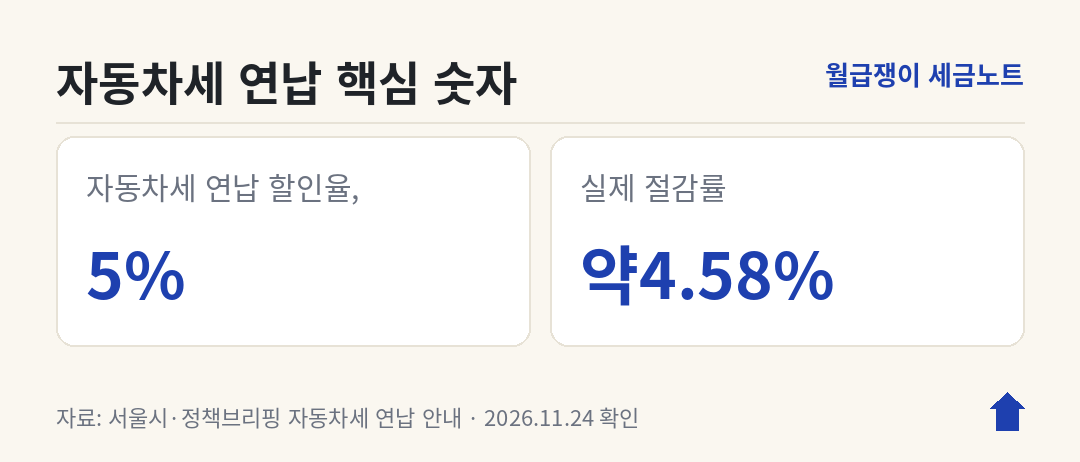 자동차세 연납 핵심 숫자
월급쟁이 세금노트
자동차세 연납 할인율,
5%
실제 절감률
약4.58%
자료: 서울시·정책브리핑 자동차세 연납 안내 · 2026.11.24 확인